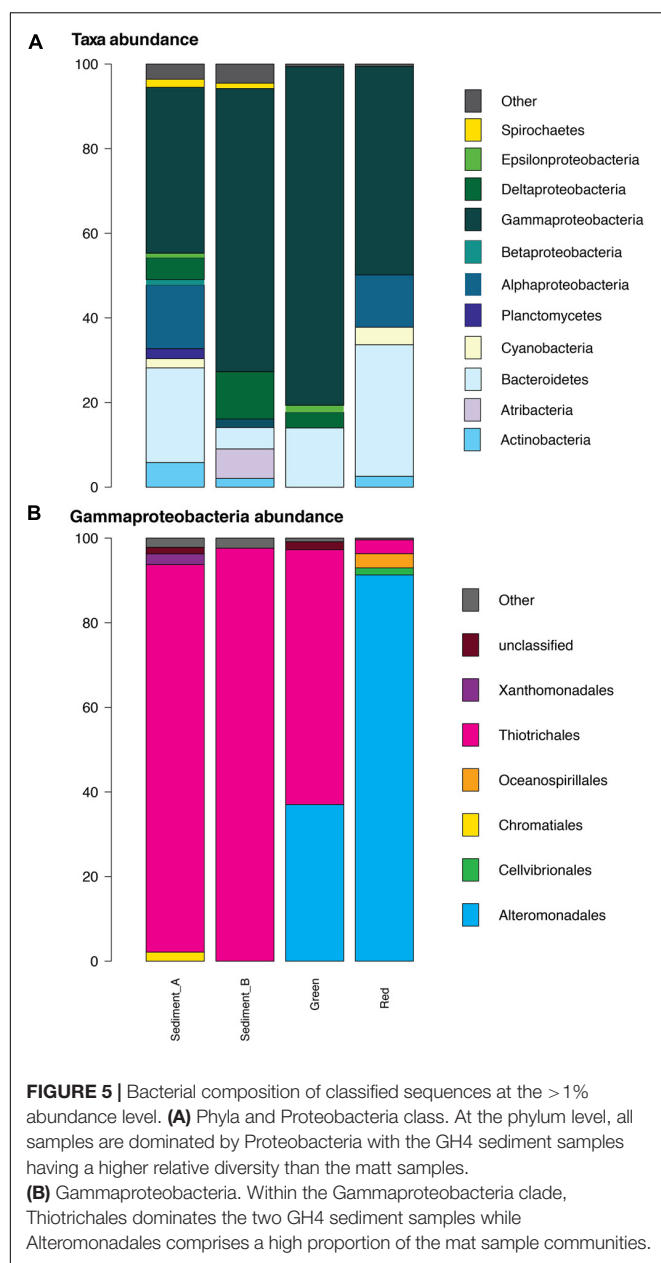 A Taxa abundance
100
80
60
40
20
0
Other
Spirochaetes
Epsilonproteobacteria
Deltaproteobacteria
Gammaproteobacteria
Betaproteobacteria
Alphaproteobacteria
Planctomycetes
Cyanobacteria
Bacteroidetes
Atribacteria
Actinobacteria
B Gammaproteobacteria abundance
100
80
60
40
20
0
Other
unclassified
Xanthomonadales
Thiotrichales
Oceanospirillales
Chromatiales
Cellvibrionales
Alteromonadales
Sediment_A
Sediment_B
Green
Red
FIGURE 5 | Bacterial composition of classified sequences at the >1%
abundance level. (A) Phyla and Proteobacteria class. At the phylum level, all
samples are dominated by Proteobacteria with the GH4 sediment samples
having a higher relative diversity than the matt samples.
(B) Gammaproteobacteria. Within the Gammaproteobacteria clade,
Thiotrichales dominates the two GH4 sediment samples while
Alteromonadales comprises a high proportion of the mat sample communities.